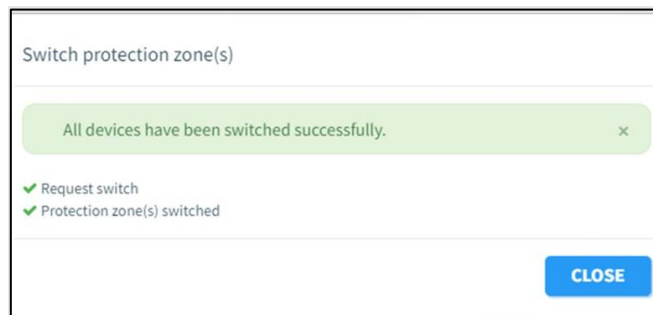 Switch protection zone(s)
All devices have been switched successfully. ×
✔ Request switch
✔ Protection zone(s) switched
CLOSE